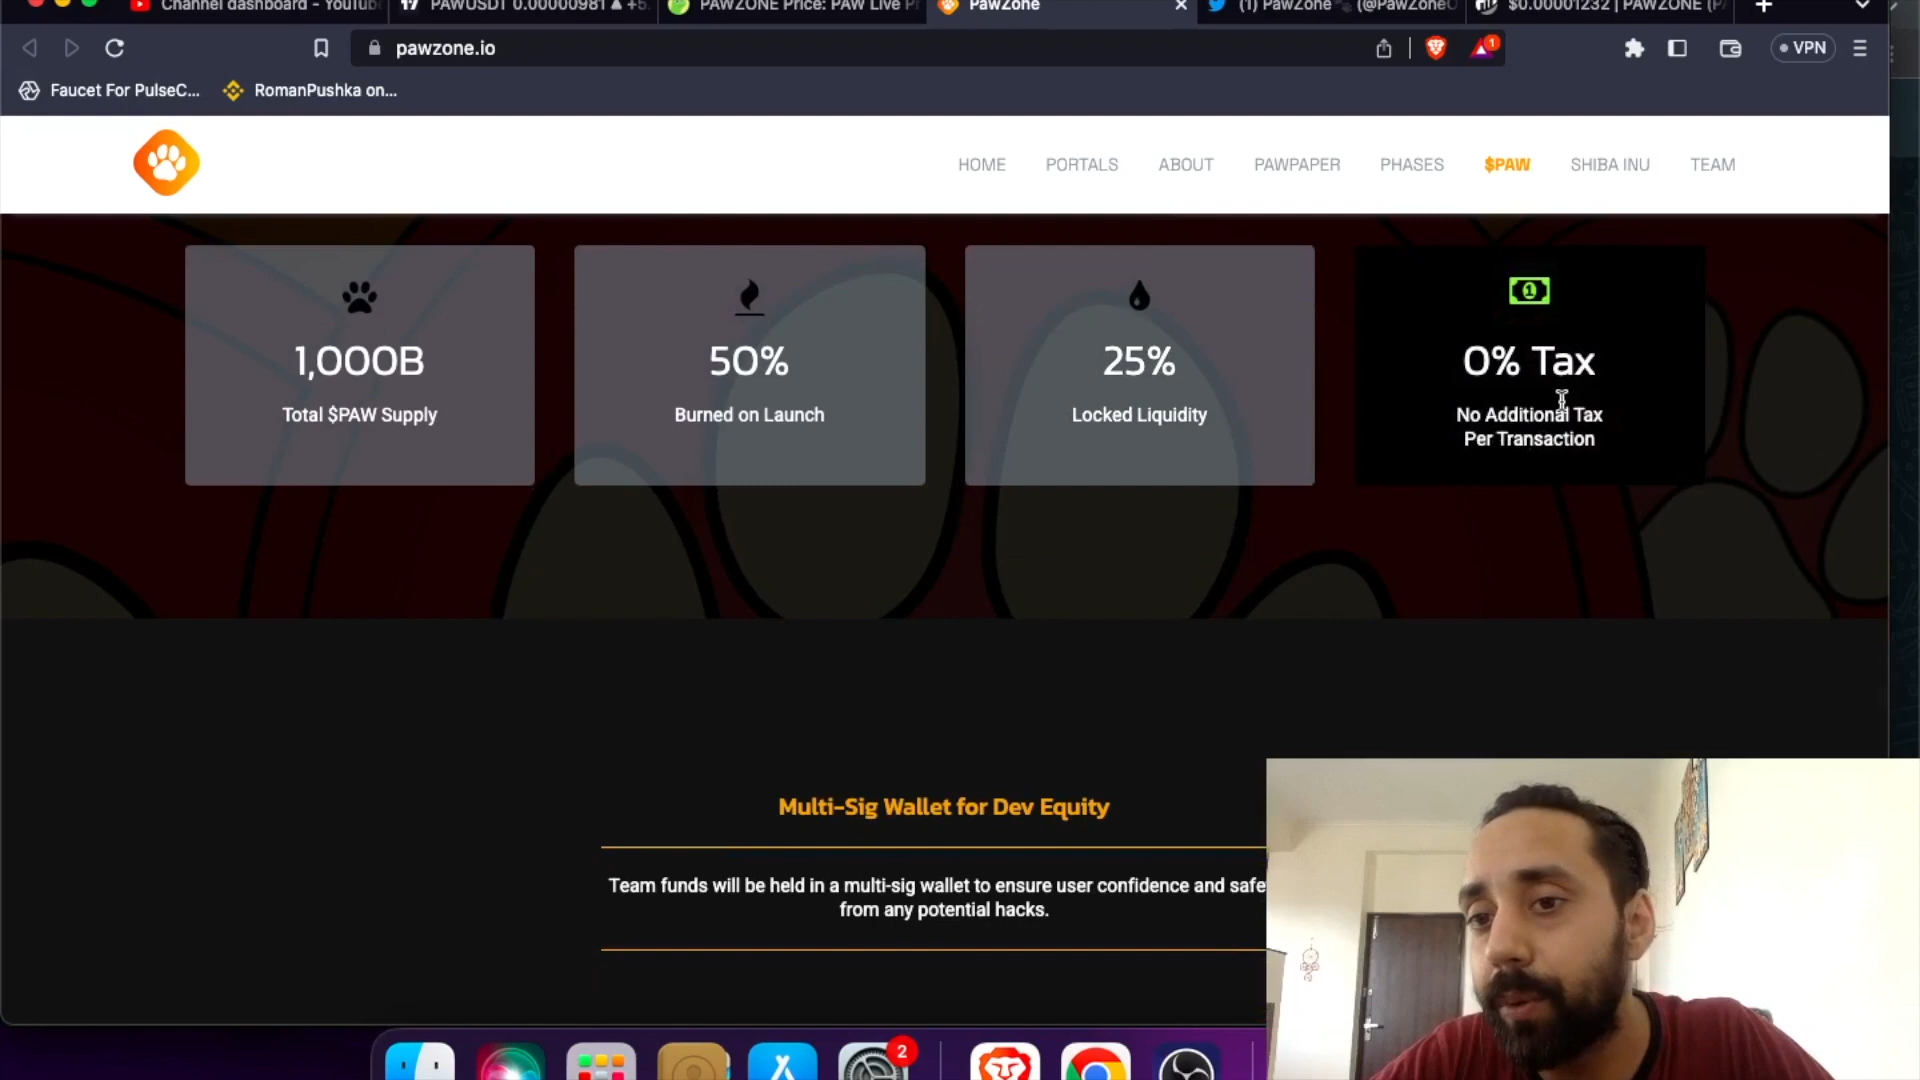 Channel dashboard - YouTub
PAWUSDT 0.00000981 ▲ +5.
PAWZONE Price: PAW Live P
PawZone
(1) PawZone 🐾 (@PawZone
$0.00001232 | PAWZONE (P
pawzone.io
1
VPN
Faucet For PulseC...
RomanPushka on...
HOME
PORTALS
ABOUT
PAWPAPER
PHASES
$PAW
SHIBA INU
TEAM
1,000B
Total $PAW Supply
50%
Burned on Launch
25%
Locked Liquidity
0% Tax
No Additional Tax
Per Transaction
Multi-Sig Wallet for Dev Equity
Team funds will be held in a multi-sig wallet to ensure user confidence and safe
from any potential hacks.
2